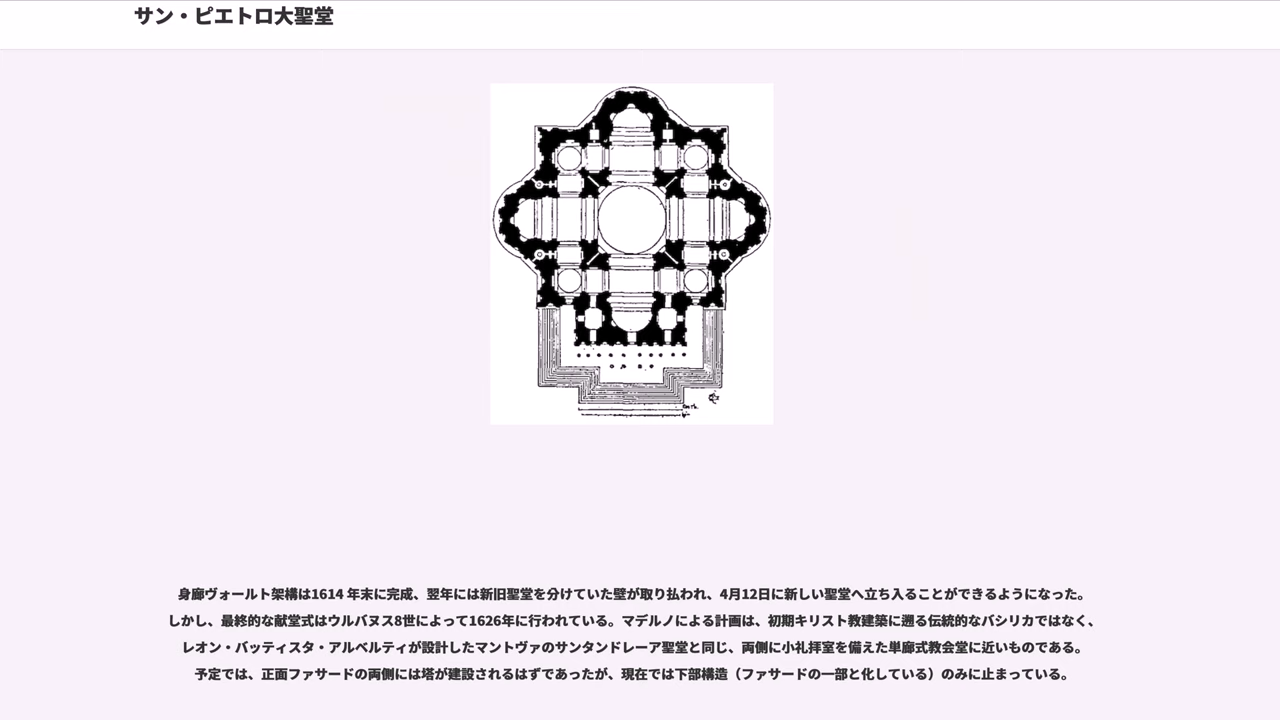 サン・ピエトロ大聖堂
身廊ヴォールト架構は1614 年末に完成、翌年には新旧聖堂を分けていた壁が取り払われ、4月12日に新しい聖堂へ立ち入ることができるようになった。
しかし、最終的な献堂式はウルバヌス8世によって1626年に行われている。マデルノによる計画は、初期キリスト教建築に遡る伝統的なバシリカではなく、
レオン・バッティスタ・アルベルティが設計したマントヴァのサンタンドレーア聖堂と同じ、両側に小礼拝室を備えた単廊式教会堂に近いものである。
予定では、正面ファサードの両側には塔が建設されるはずであったが、現在では下部構造（ファサードの一部と化している）のみに止まっている。